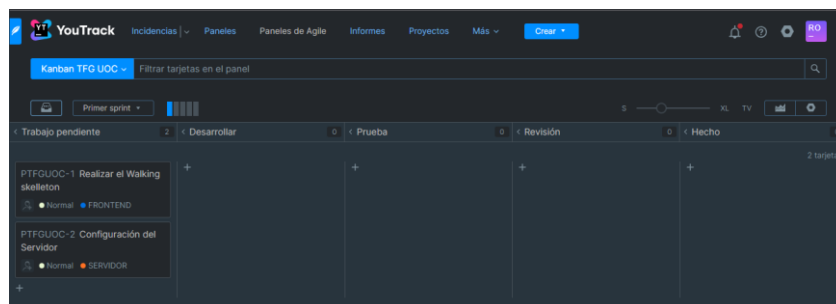 YT YouTrack Incidencias Paneles Paneles de Agile Informes Proyectos Más Crear RO
Kanban TFG UOC Filtrar tarjetas en el panel
Primer sprint S XL TV
Trabajo pendiente 2 Desarrollar 0 Prueba 0 Revisión 0 Hecho
2 tarjeta
PTFGUOC-1 Realizar el Walking
skelleton
Normal FRONTEND
PTFGUOC-2 Configuración del
Servidor
Normal SERVIDOR